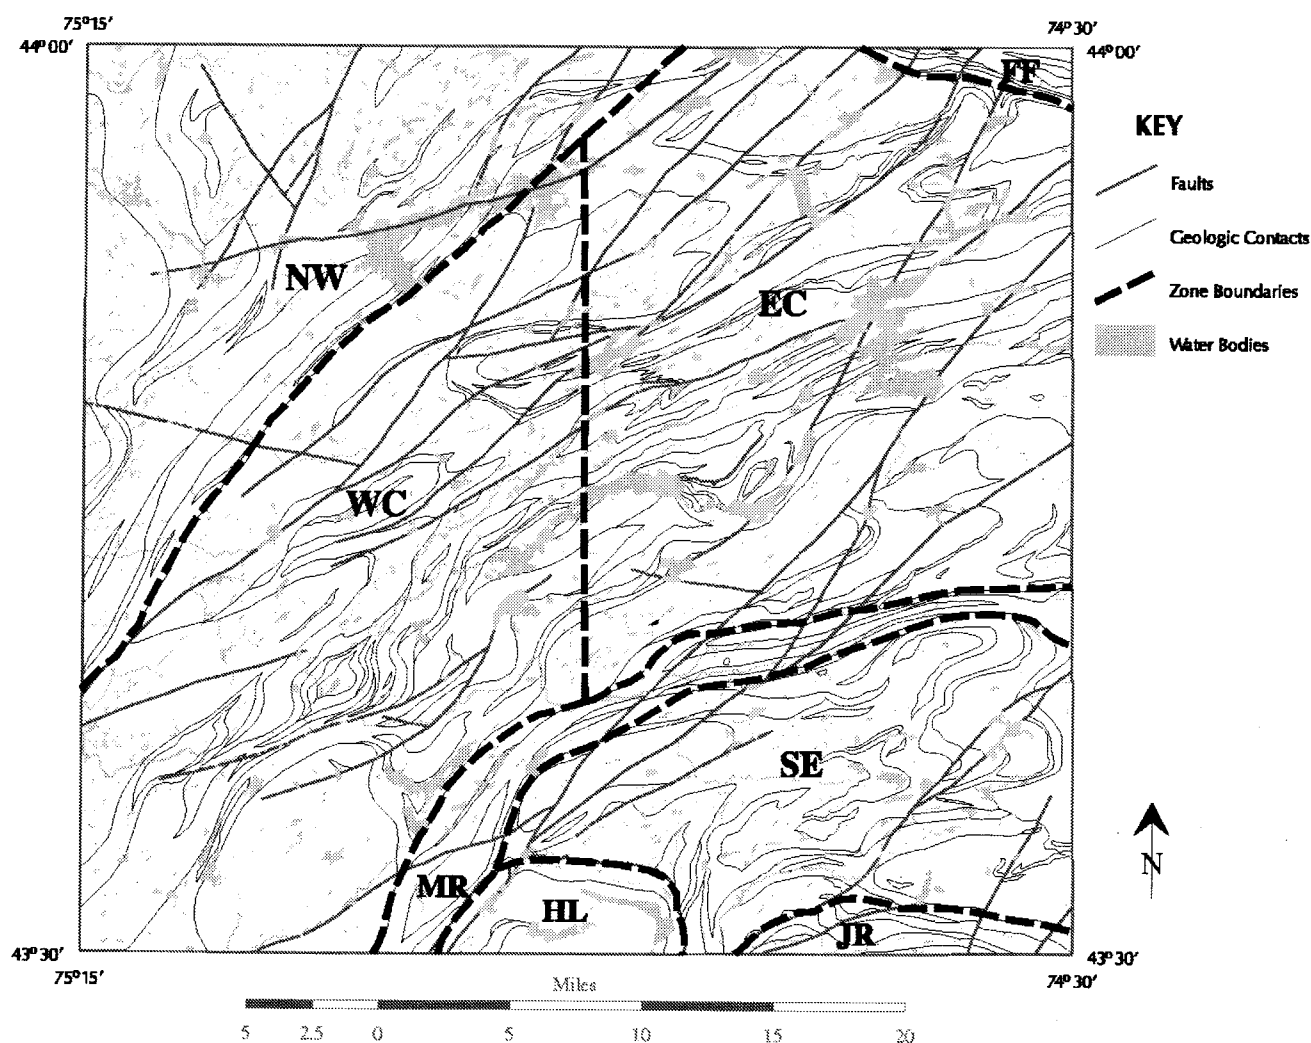 75°15′
74°30′
44°00′
44°00′
FF
KEY
Faults
Geologic Contacts
NW
EC
Zone Boundaries
Water Bodies
WC
SE
MR
HL
JR
N
43°30′
43°30′
75°15′
74°30′
Miles
5 2.5 0 5 10 15 20